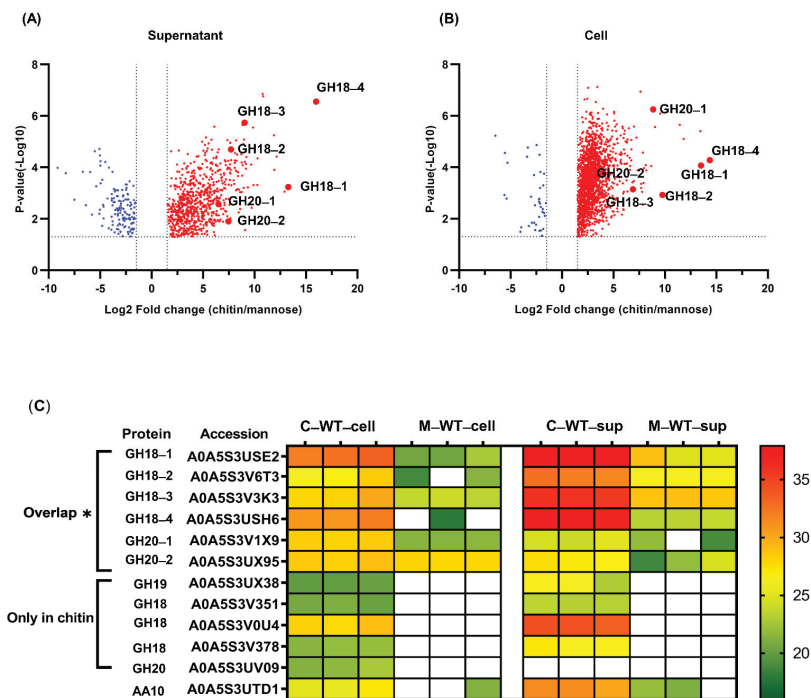 (A)
Supernatant
P-value(-Log10)
8
6
4
2
0
-10
-5
0
5
10
15
20
GH18–4
GH18–3
GH18–2
GH18–1
GH20–1
GH20–2
Log2 Fold change (chitin/mannose)
(B)
Cell
P-value(-Log10)
8
6
4
2
0
-10
-5
0
5
10
15
20
GH20–1
GH18–4
GH20–2
GH18–1
GH18–3
GH18–2
Log2 Fold change (chitin/mannose)
(C)
C–WT–cell M–WT–cell C–WT–sup M–WT–sup
Protein Accession
GH18–1 A0A5S3USE2
GH18–2 A0A5S3V6T3
GH18–3 A0A5S3V3K3
Overlap *
GH18–4 A0A5S3USH6
GH20–1 A0A5S3V1X9
GH20–2 A0A5S3UX95
GH19 A0A5S3UX38
GH18 A0A5S3V351
Only in chitin
GH18 A0A5S3V0U4
GH18 A0A5S3V378
GH20 A0A5S3UV09
AA10 A0A5S3UTD1
35
30
25
20